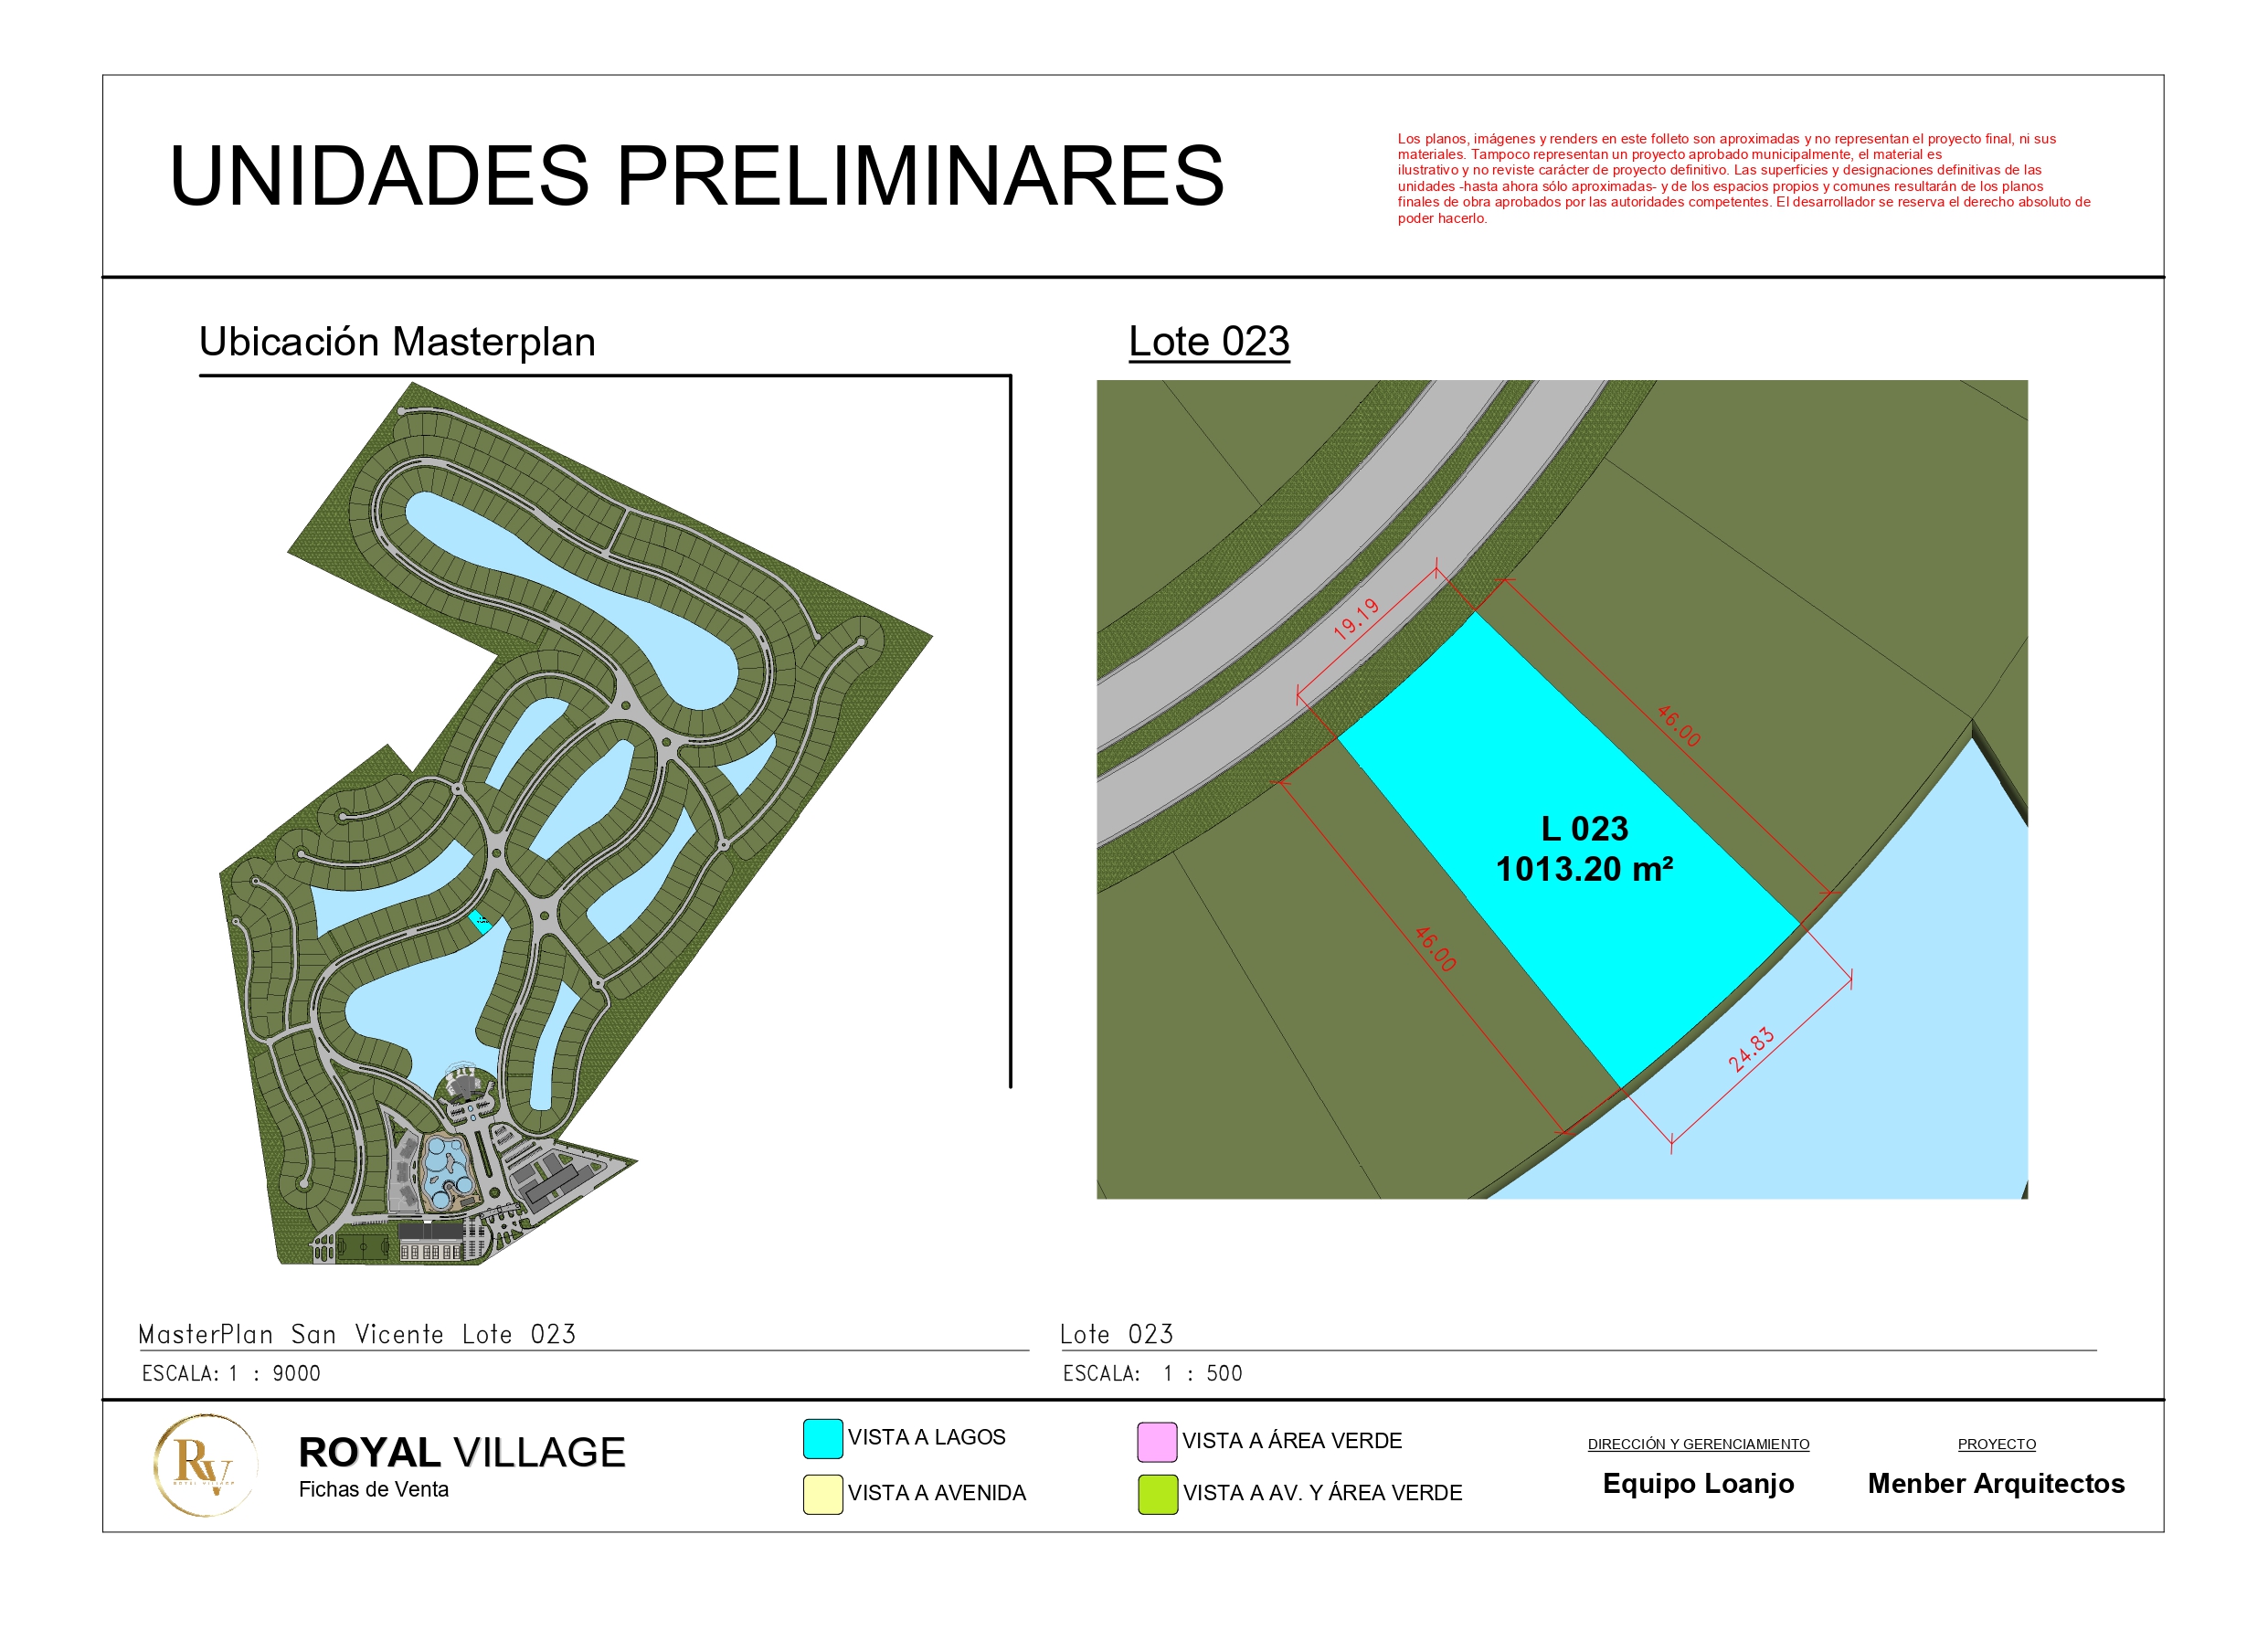 UNIDADES PRELIMINARES
Los planos, imágenes y renders en este folleto son aproximadas y no representan el proyecto final, ni sus
materiales. Tampoco representan un proyecto aprobado municipalmente, el material es
ilustrativo y no reviste carácter de proyecto definitivo. Las superficies y designaciones definitivas de las
unidades -hasta ahora sólo aproximadas- y de los espacios propios y comunes resultarán de los planos
finales de obra aprobados por las autoridades competentes. El desarrollador se reserva el derecho absoluto de
poder hacerlo.
Ubicación Masterplan
Lote 023
19.19
46.00
L 023
1013.20 m²
46.00
24.83
MasterPlan San Vicente Lote 023
ESCALA: 1 : 9000
Lote 023
ESCALA: 1 : 500
RV
ROYAL VILLAGE
ROYAL VILLAGE
Fichas de Venta
VISTA A LAGOS
VISTA A AVENIDA
VISTA A ÁREA VERDE
VISTA A AV. Y ÁREA VERDE
DIRECCIÓN Y GERENCIAMIENTO
Equipo Loanjo
PROYECTO
Menber Arquitectos